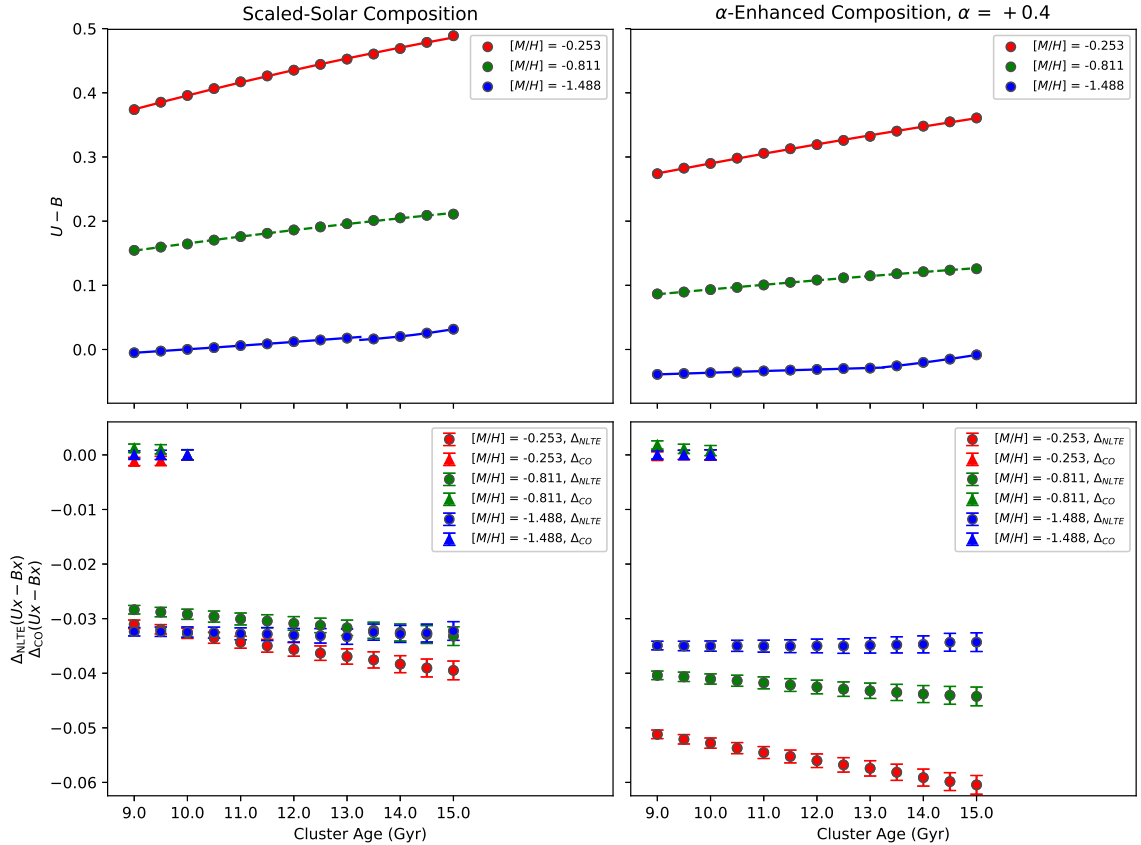 Scaled-Solar Composition
α-Enhanced Composition, α = +0.4
0.5
0.4
0.3
0.2
0.1
0.0
U − B
[M/H] = -0.253
[M/H] = -0.811
[M/H] = -1.488
[M/H] = -0.253
[M/H] = -0.811
[M/H] = -1.488
0.00
−0.01
−0.02
−0.03
−0.04
−0.05
−0.06
Δ_NLTE(Ux − Bx)
Δ_CO(Ux − Bx)
[M/H] = -0.253, Δ_NLTE
[M/H] = -0.253, Δ_CO
[M/H] = -0.811, Δ_NLTE
[M/H] = -0.811, Δ_CO
[M/H] = -1.488, Δ_NLTE
[M/H] = -1.488, Δ_CO
[M/H] = -0.253, Δ_NLTE
[M/H] = -0.253, Δ_CO
[M/H] = -0.811, Δ_NLTE
[M/H] = -0.811, Δ_CO
[M/H] = -1.488, Δ_NLTE
[M/H] = -1.488, Δ_CO
9.0 10.0 11.0 12.0 13.0 14.0 15.0
9.0 10.0 11.0 12.0 13.0 14.0 15.0
Cluster Age (Gyr)
Cluster Age (Gyr)